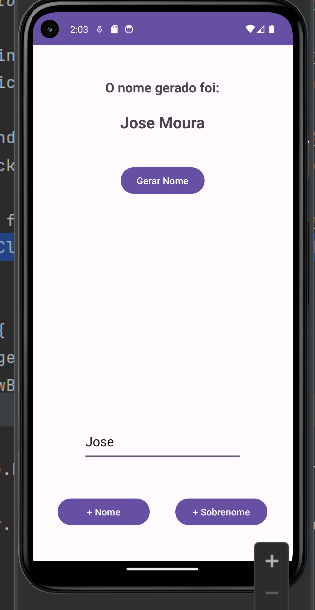 2:03
O nome gerado foi:
Jose Moura
Gerar Nome
Jose
+ Nome
+ Sobrenome